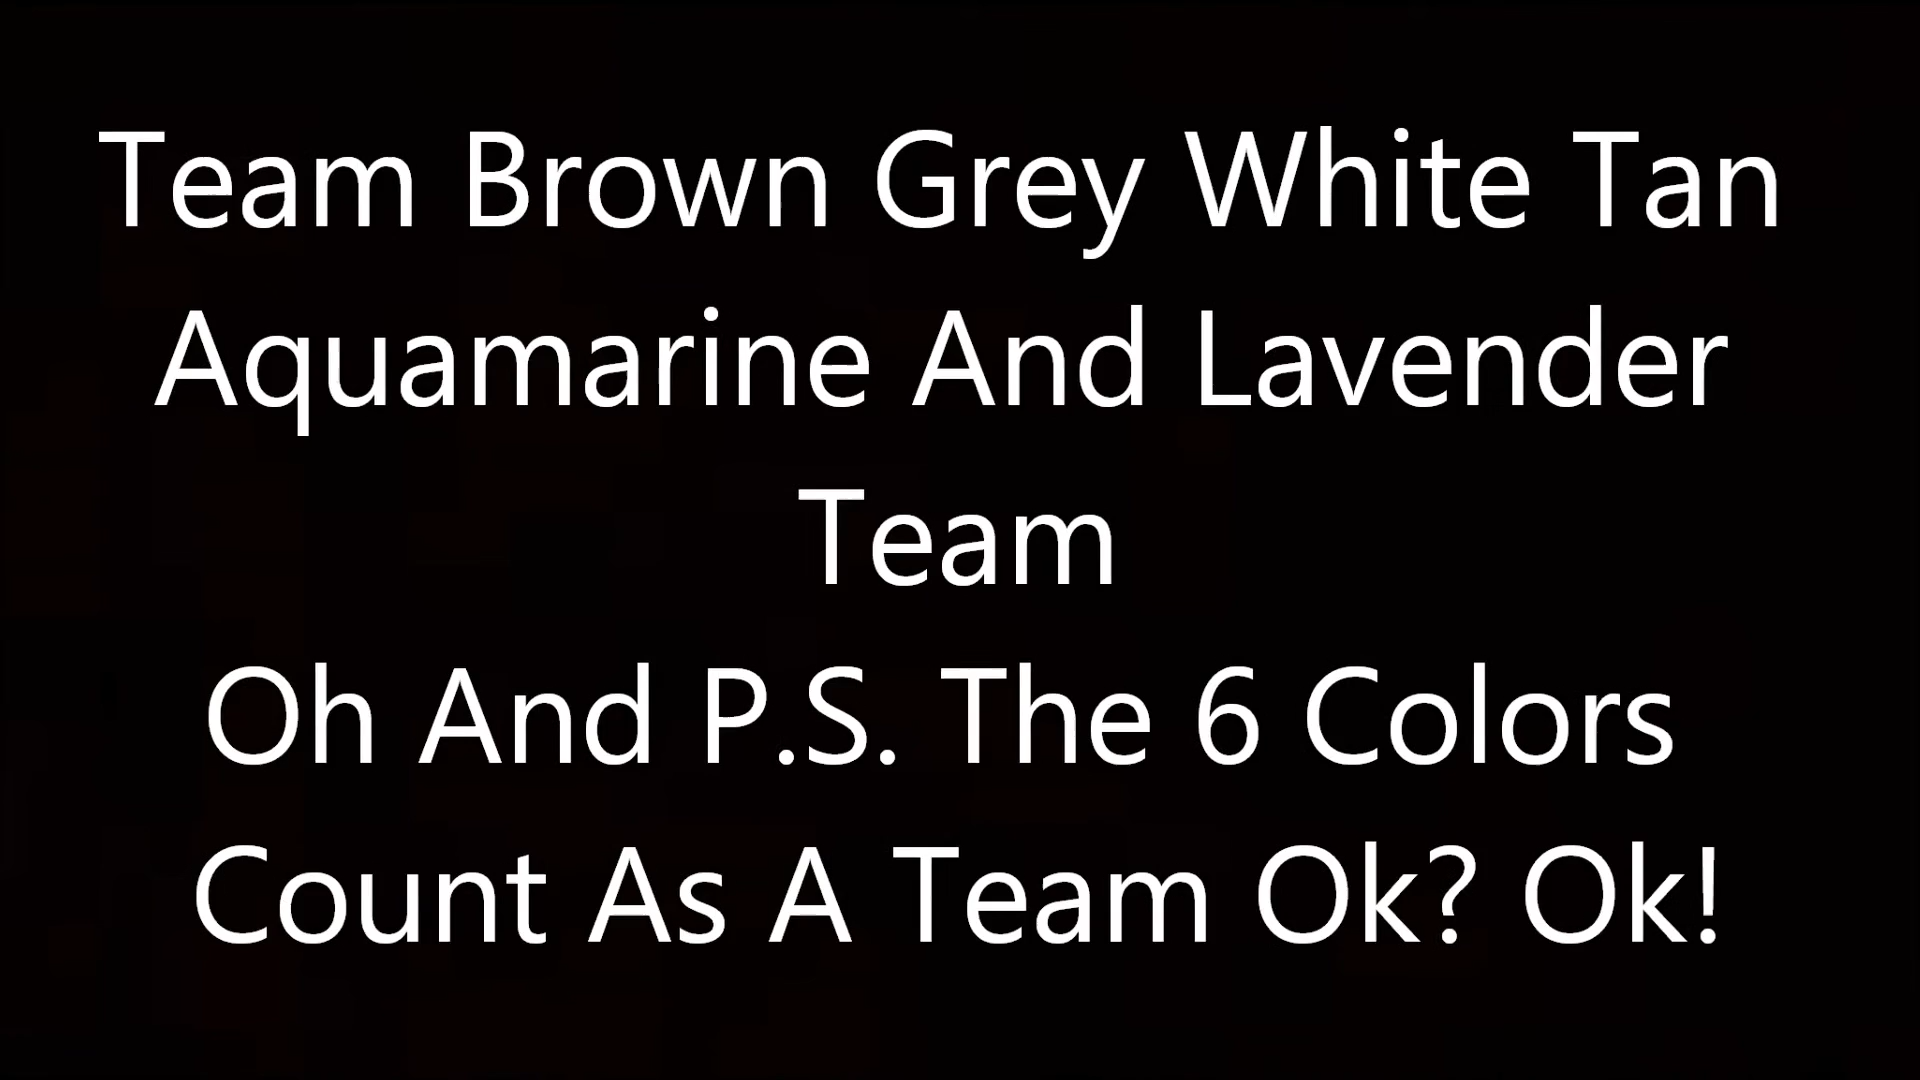 Team Brown Grey White Tan
Aquamarine And Lavender
Team
Oh And P.S. The 6 Colors
Count As A Team Ok? Ok!